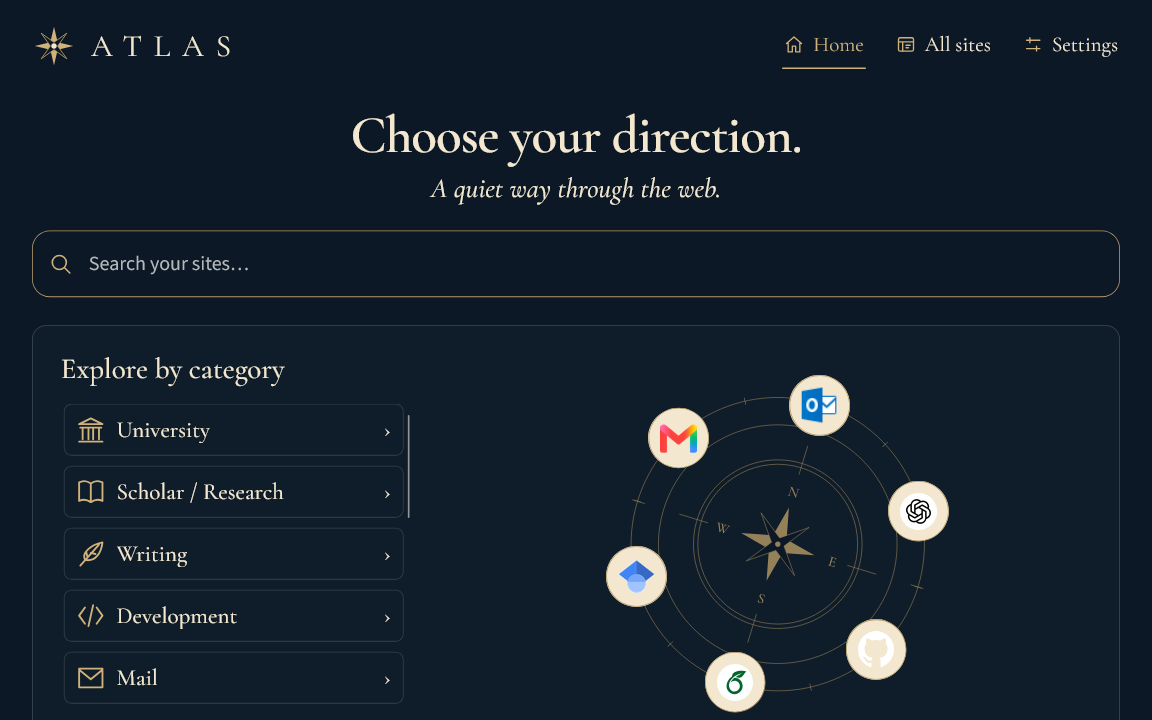 ATLAS
Home
All sites
Settings
Choose your direction.
A quiet way through the web.
Search your sites…
Explore by category
University
Scholar / Research
Writing
Development
Mail
N
W
E
S
O